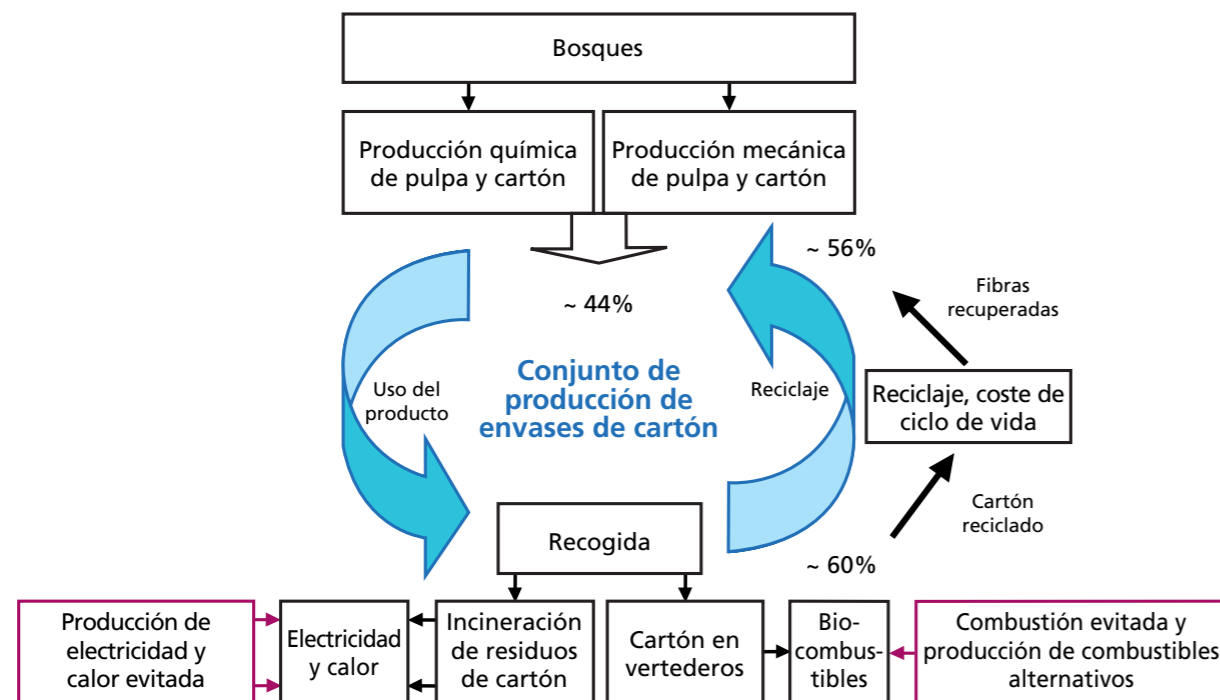 Bosques
Producción química
de pulpa y cartón
Producción mecánica
de pulpa y cartón
~ 56%
Fibras
recuperadas
~ 44%
Conjunto de
producción de
envases de cartón
Uso del
producto
Reciclaje
Reciclaje, coste de
ciclo de vida
Cartón
reciclado
Recogida
~ 60%
Producción de
electricidad y
calor evitada
Electricidad
y calor
Incineración
de residuos
de cartón
Cartón en
vertederos
Bio-
combus-
tibles
Combustión evitada y
producción de combustibles
alternativos